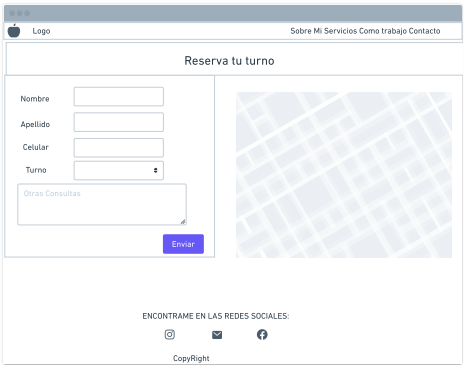 Logo
Sobre Mi Servicios Como trabajo Contacto
Reserva tu turno
Nombre
Apellido
Celular
Turno
Otras Consultas
Enviar
ENCONTRAME EN LAS REDES SOCIALES:
CopyRight